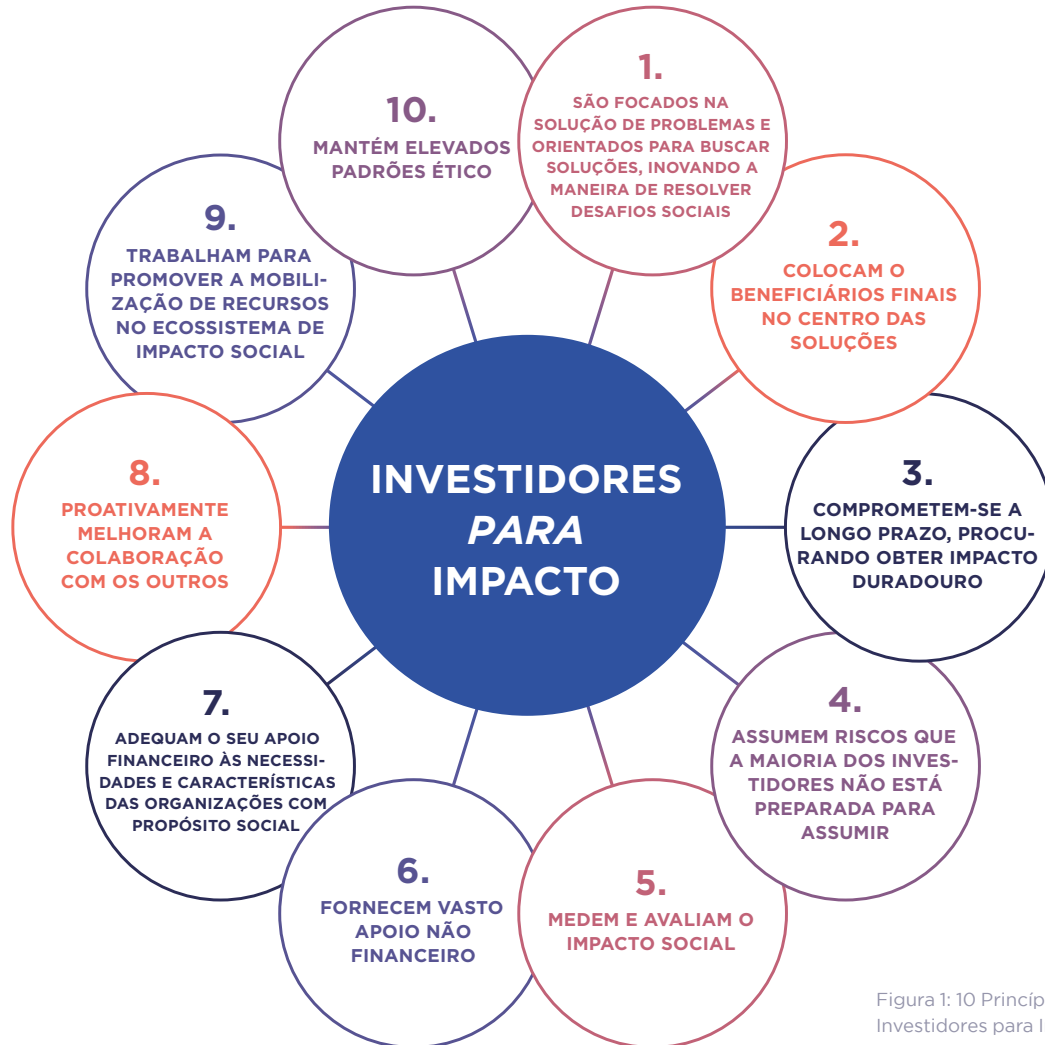 1.
SÃO FOCADOS NA
SOLUÇÃO DE PROBLEMAS E
ORIENTADOS PARA BUSCAR
SOLUÇÕES, INOVANDO A
MANEIRA DE RESOLVER
DESAFIOS SOCIAIS
2.
COLOCAM O
BENEFICIÁRIOS FINAIS
NO CENTRO DAS
SOLUÇÕES
3.
COMPROMETEM-SE A
LONGO PRAZO, PROCU-
RANDO OBTER IMPACTO
DURADOURO
4.
ASSUMEM RISCOS QUE
A MAIORIA DOS INVES-
TIDORES NÃO ESTÁ
PREPARADA PARA
ASSUMIR
5.
MEDEM E AVALIAM O
IMPACTO SOCIAL
6.
FORNECEM VASTO
APOIO NÃO
FINANCEIRO
7.
ADEQUAM O SEU APOIO
FINANCEIRO ÀS NECESSI-
DADES E CARACTERÍSTICAS
DAS ORGANIZAÇÕES COM
PROPÓSITO SOCIAL
8.
PROATIVAMENTE
MELHORAM A
COLABORAÇÃO
COM OS OUTROS
9.
TRABALHAM PARA
PROMOVER A MOBILI-
ZAÇÃO DE RECURSOS
NO ECOSSISTEMA DE
IMPACTO SOCIAL
10.
MANTÉM ELEVADOS
PADRÕES ÉTICO
INVESTIDORES
PARA
IMPACTO
Figura 1: 10 Princíp
Investidores para I